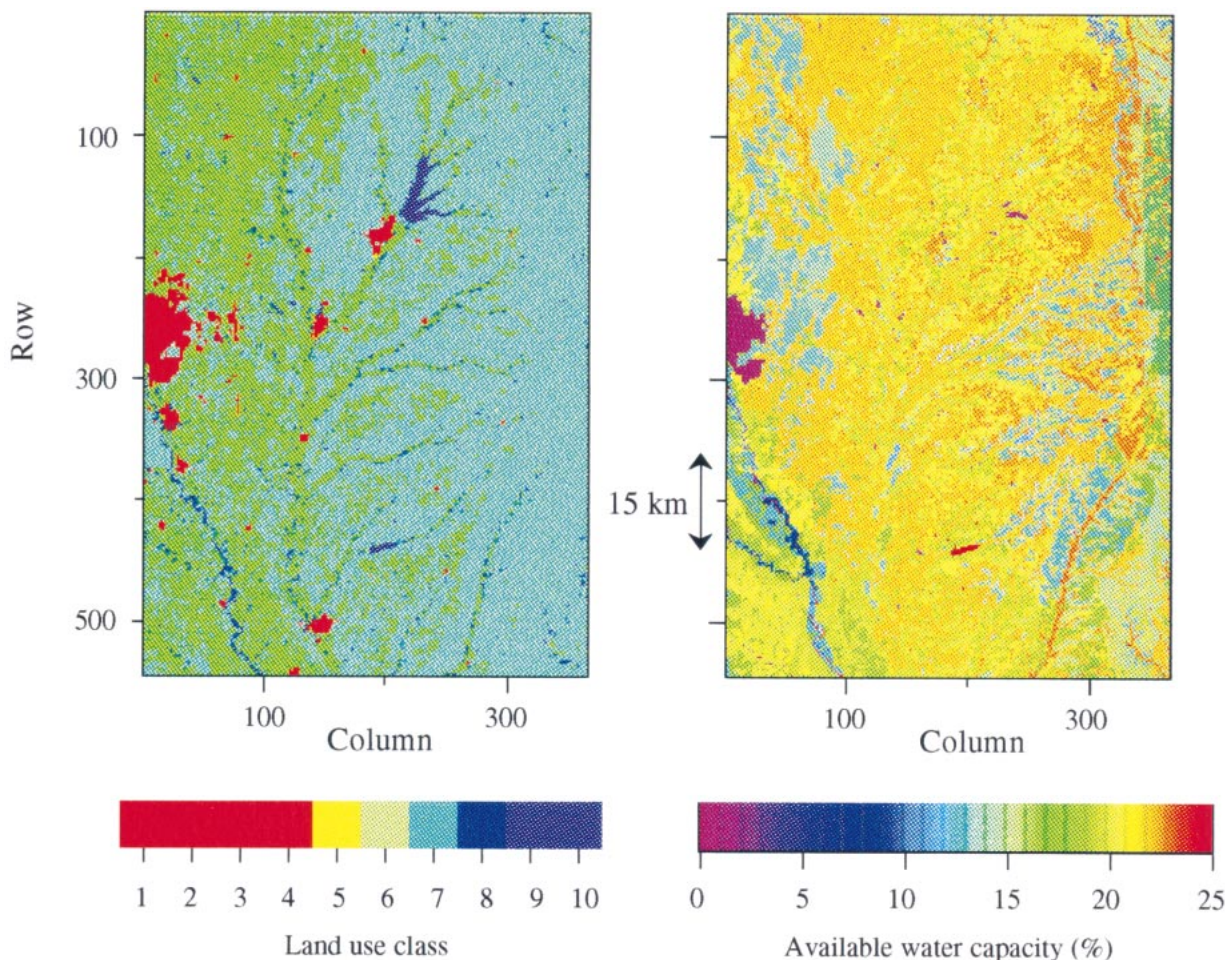 Row
100
300
500
100
300
Column
15 km
100
300
Column
1 2 3 4 5 6 7 8 9 10
Land use class
0 5 10 15 20 25
Available water capacity (%)